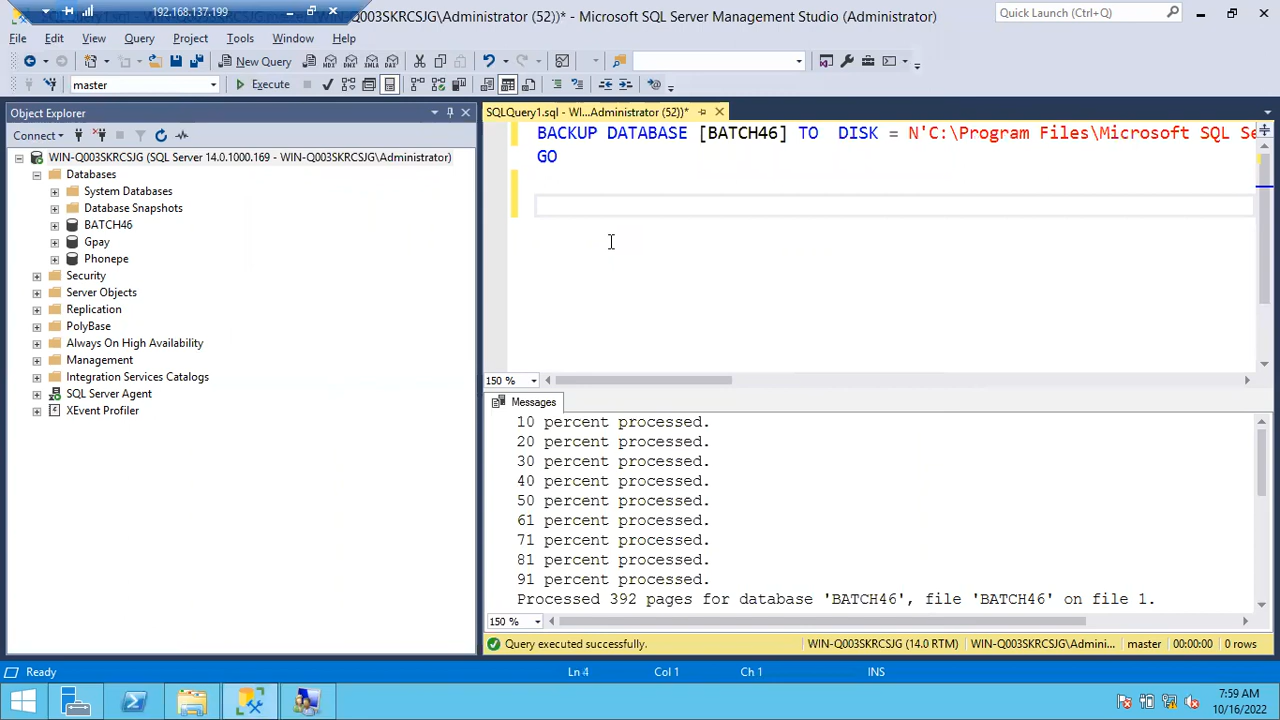 192.168.137.199
-Q003SKRCSJG\Administrator (52))* - Microsoft SQL Server Management Studio (Administrator)
Quick Launch (Ctrl+Q)
File Edit View Query Project Tools Window Help
New Query
MDX DMX XMLA DAX
master
Execute
Object Explorer
SQLQuery1.sql - WI...Administrator (52))*
Connect
BACKUP DATABASE [BATCH46] TO DISK = N'C:\Program Files\Microsoft SQL Se
GO
WIN-Q003SKRCSJG (SQL Server 14.0.1000.169 - WIN-Q003SKRCSJG\Administrator)
Databases
System Databases
Database Snapshots
BATCH46
Gpay
Phonepe
Security
Server Objects
Replication
PolyBase
Always On High Availability
Management
Integration Services Catalogs
SQL Server Agent
XEvent Profiler
150 %
Messages
10 percent processed.
20 percent processed.
30 percent processed.
40 percent processed.
50 percent processed.
61 percent processed.
71 percent processed.
81 percent processed.
91 percent processed.
Processed 392 pages for database 'BATCH46', file 'BATCH46' on file 1.
150 %
Query executed successfully.
WIN-Q003SKRCSJG (14.0 RTM)
WIN-Q003SKRCSJG\Admini...
master
00:00:00
0 rows
Ready
Ln 4
Col 1
Ch 1
INS
7:59 AM
10/16/2022